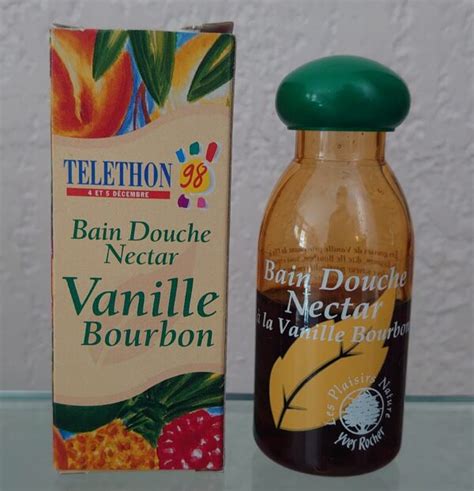 TELETHON 98
4 ET 5 DÉCEMBRE
Bain Douche
Nectar
Vanille
Bourbon
Bain Douche
Nectar
à la Vanille Bourbon
Les Plaisirs Nature
Yves Rocher